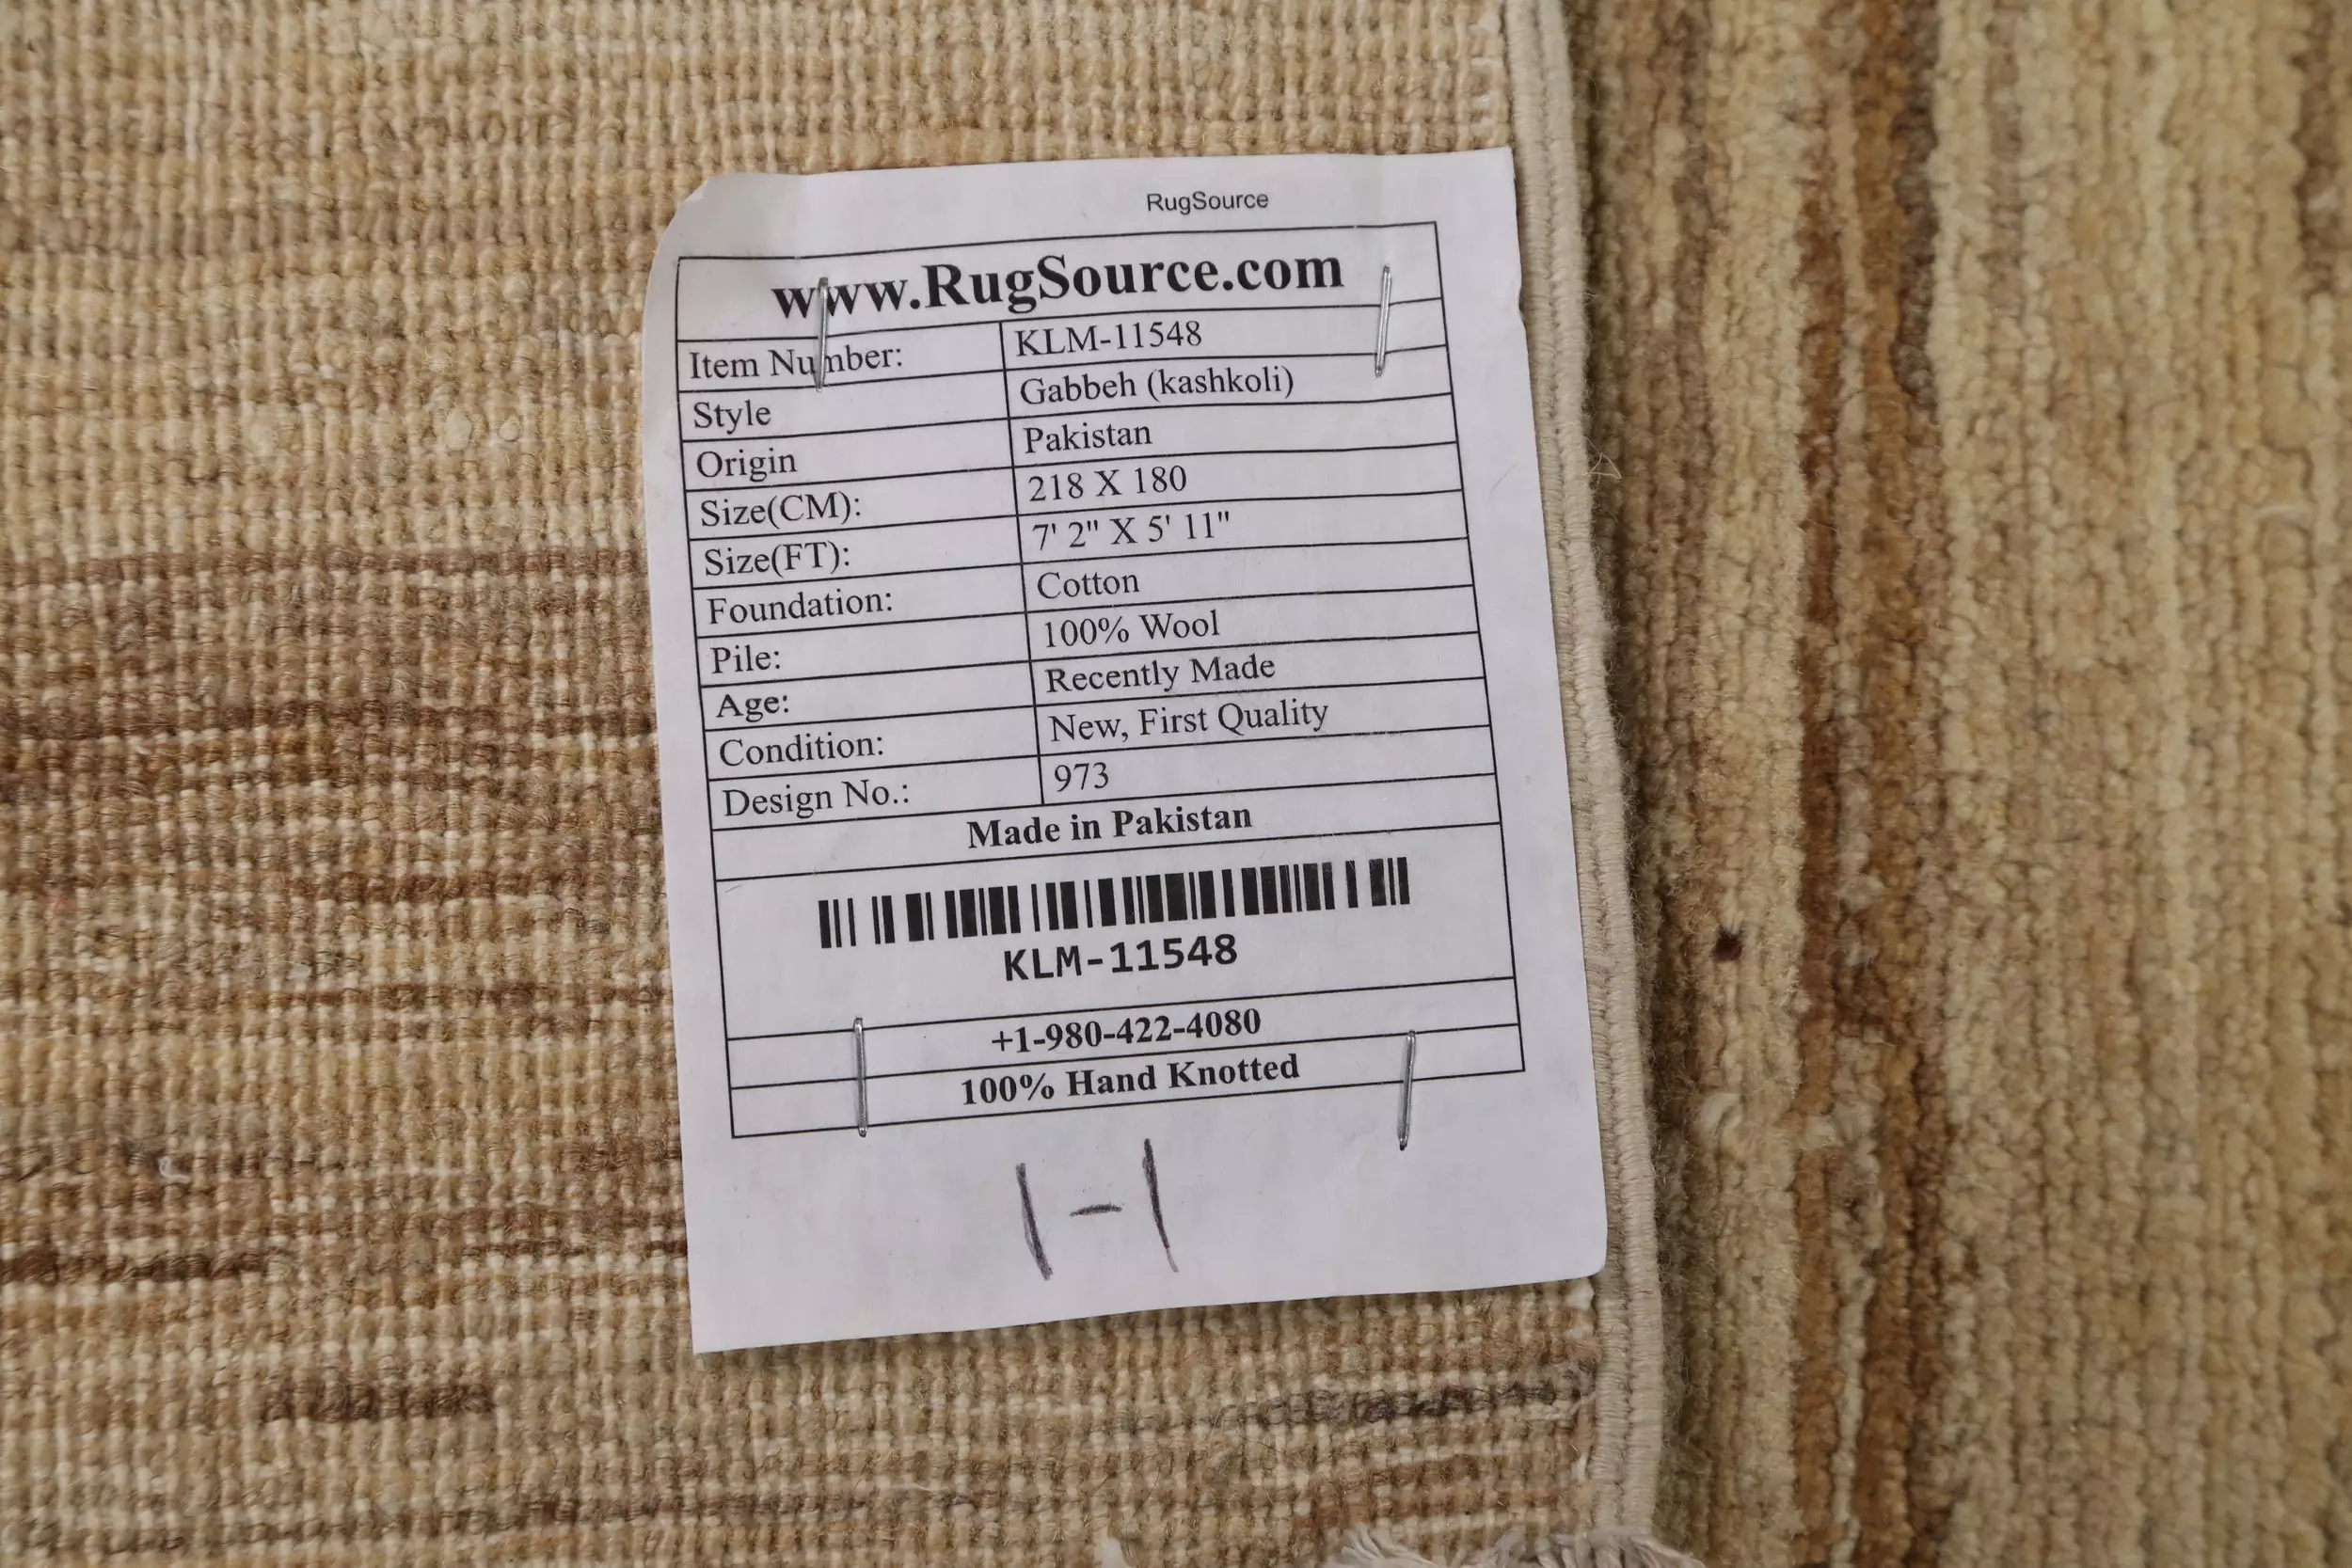 RugSource
www.RugSource.com
Item Number: KLM-11548
Style Gabbeh (kashkoli)
Origin Pakistan
Size(CM): 218 X 180
Size(FT): 7' 2" X 5' 11"
Foundation: Cotton
Pile: 100% Wool
Age: Recently Made
Condition: New, First Quality
Design No.: 973
Made in Pakistan
KLM-11548
+1-980-422-4080
100% Hand Knotted
1-1